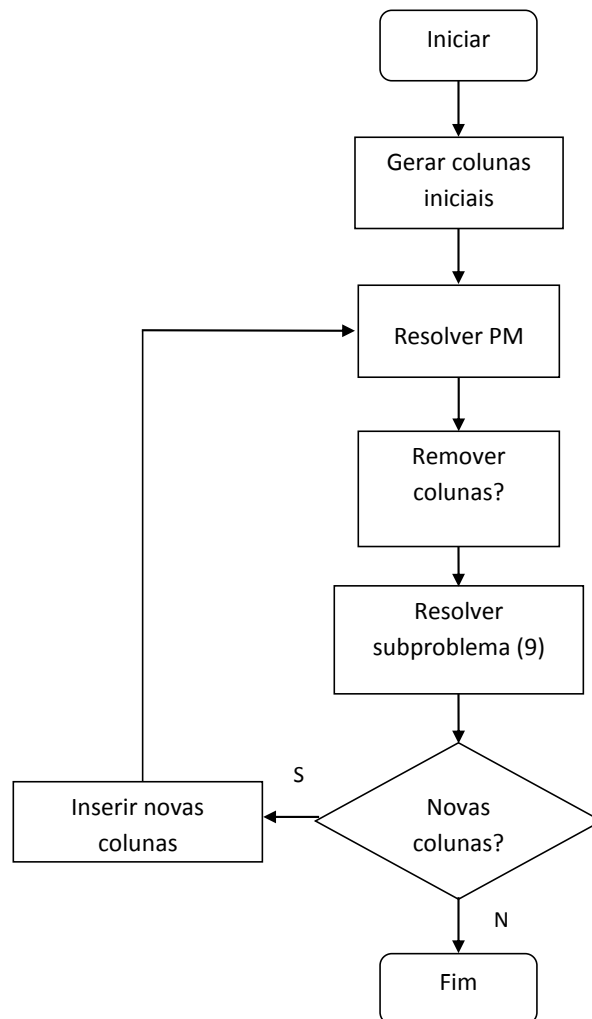 Iniciar
Gerar colunas
iniciais
Resolver PM
Remover
colunas?
Resolver
subproblema (9)
S
Inserir novas
colunas
Novas
colunas?
N
Fim